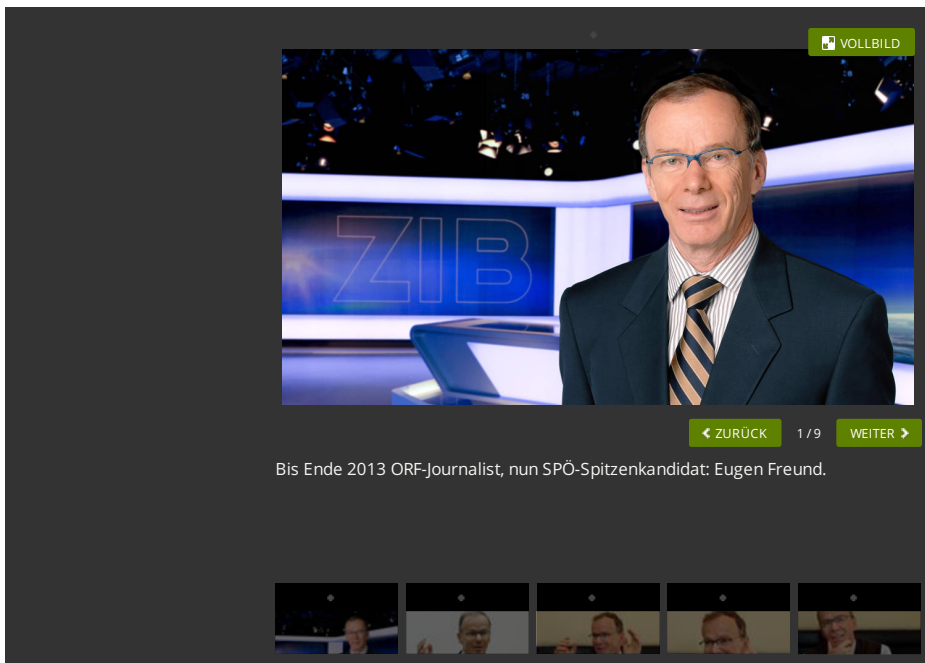 VOLLBILD
ZIB
ZURÜCK
1 / 9
WEITER
Bis Ende 2013 ORF-Journalist, nun SPÖ-Spitzenkandidat: Eugen Freund.